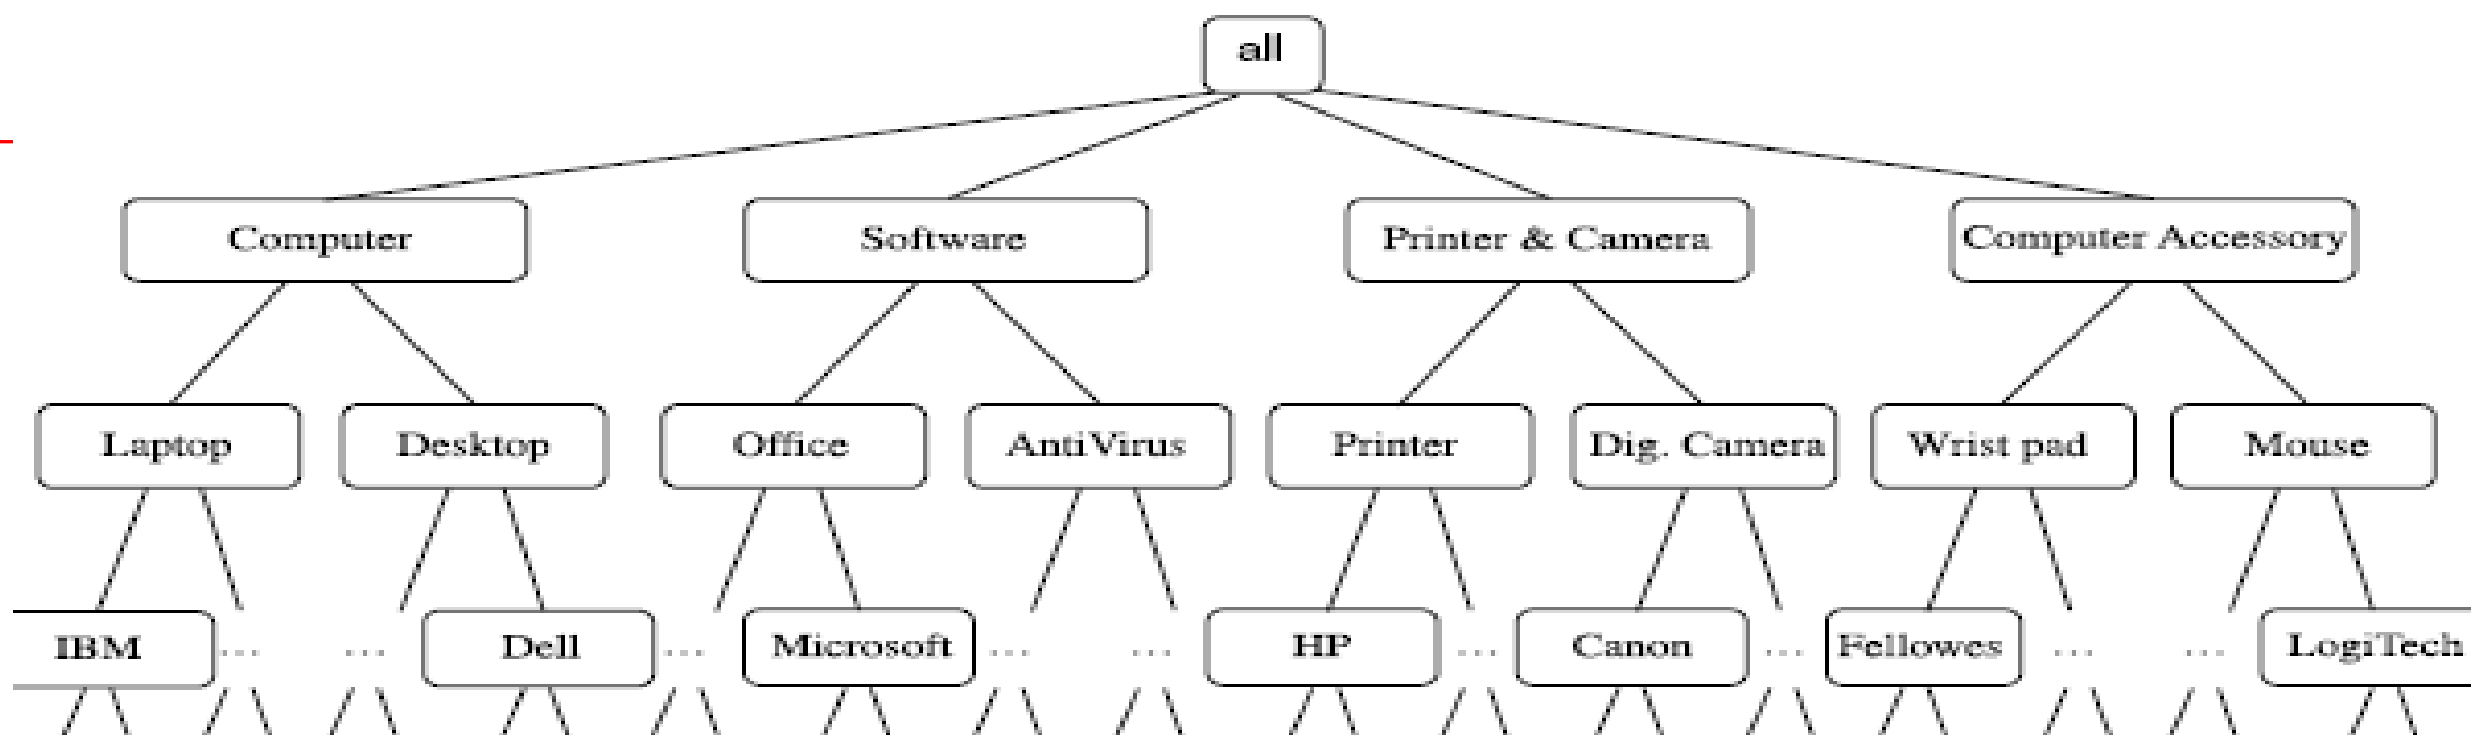 all
Computer
Software
Printer & Camera
Computer Accessory
Laptop
Desktop
Office
AntiVirus
Printer
Dig. Camera
Wrist pad
Mouse
IBM
...
...
Dell
...
Microsoft
...
...
HP
...
Canon
...
Fellowes
...
...
LogiTech